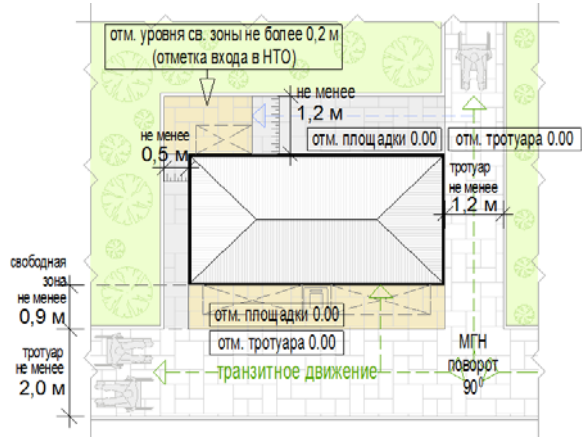 отм. уровня св. зоны не более 0,2 м
(отметка входа в НТО)
не менее
1,2 м
не менее
0,5 м
отм. площадки 0.00
отм. тротуара 0.00
тротуар
не менее
1,2 м
свободная
зона
не менее
0,9 м
отм. площадки 0.00
отм. тротуара 0.00
тротуар
не менее
2,0 м
транзитное движение
МГН
поворот
90⁰